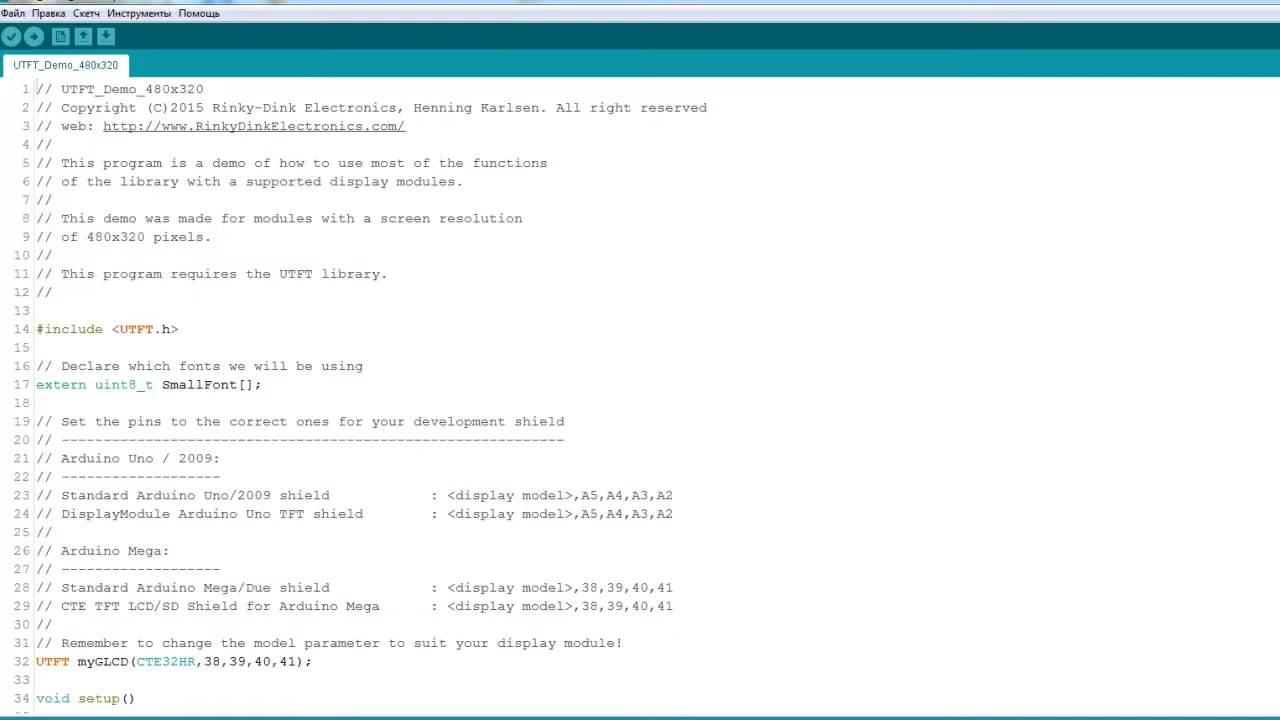 Файл Правка Скетч Инструменты Помощь
UTFT_Demo_480x320
1 // UTFT_Demo_480x320
2 // Copyright (C)2015 Rinky-Dink Electronics, Henning Karlsen. All right reserved
3 // web: http://www.RinkyDinkElectronics.com/
4 //
5 // This program is a demo of how to use most of the functions
6 // of the library with a supported display modules.
7 //
8 // This demo was made for modules with a screen resolution
9 // of 480x320 pixels.
10 //
11 // This program requires the UTFT library.
12 //
13
14 #include <UTFT.h>
15
16 // Declare which fonts we will be using
17 extern uint8_t SmallFont[];
18
19 // Set the pins to the correct ones for your development shield
20 // ------------------------------------------------------------
21 // Arduino Uno / 2009:
22 // -------------------
23 // Standard Arduino Uno/2009 shield            : <display model>,A5,A4,A3,A2
24 // DisplayModule Arduino Uno TFT shield        : <display model>,A5,A4,A3,A2
25 //
26 // Arduino Mega:
27 // -------------------
28 // Standard Arduino Mega/Due shield            : <display model>,38,39,40,41
29 // CTE TFT LCD/SD Shield for Arduino Mega      : <display model>,38,39,40,41
30 //
31 // Remember to change the model parameter to suit your display module!
32 UTFT myGLCD(CTE32HR,38,39,40,41);
33
34 void setup()